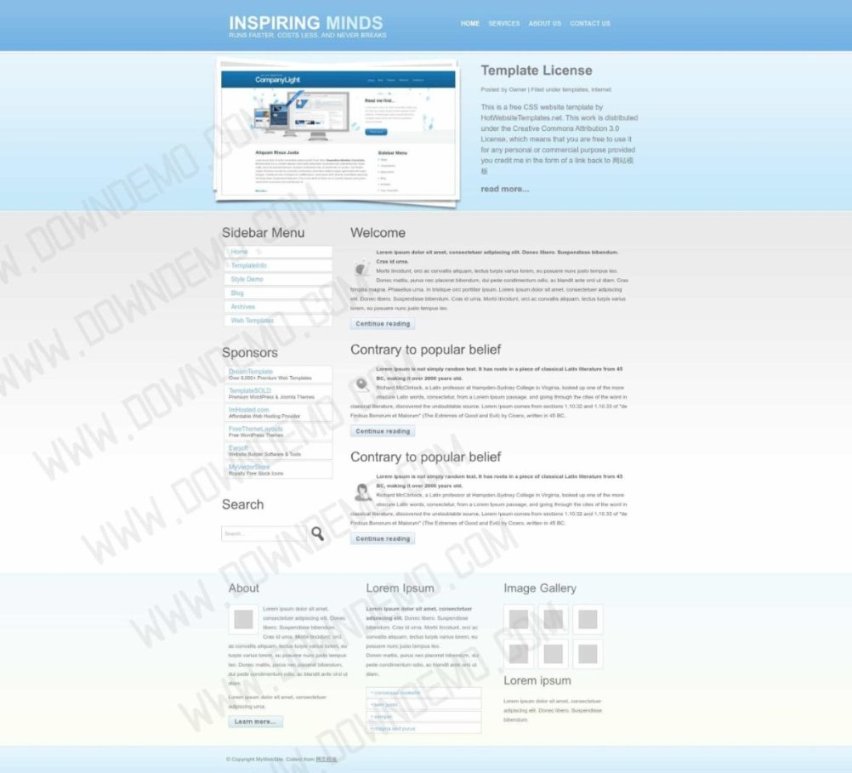 INSPIRING MINDS
RUNS FASTER, COSTS LESS, AND NEVER BREAKS
HOME SERVICES ABOUT US CONTACT US
CompanyLight
Read me first...
Aliquam Risus Justo
Sidebar Menu
Template License
Posted by Owner | Filed under templates, internet
This is a free CSS website template by
HotWebsiteTemplates.net. This work is distributed
under the Creative Commons Attribution 3.0
License, which means that you are free to use it
for any personal or commercial purpose provided
you credit me in the form of a link back to 网站模
板
read more...
Sidebar Menu
Home
TemplateInfo
Style Demo
Blog
Archives
Web Templates
Sponsors
DreamTemplate
Over 6,000+ Premium Web Templates
TemplateSOLD
Premium WordPress & Joomla Themes
ImHosted.com
Affordable Web Hosting Provider
FreeThemeLayouts
Free WordPress Themes
Evrsoft
Website Builder Software & Tools
MyVectorStore
Royalty Free Stock Icons
Search
Search...
Welcome
Lorem ipsum dolor sit amet, consectetuer adipiscing elit. Donec libero. Suspendisse bibendum.
Cras id urna.
Morbi tincidunt, orci ac convallis aliquam, lectus turpis varius lorem, eu posuere nunc justo tempus leo.
Donec mattis, purus nec placerat bibendum, dui pede condimentum odio, ac blandit ante orci ut diam. Cras
fringilla magna. Phasellus urna. In tristique orci porttitor ipsum. Lorem ipsum dolor sit amet, consectetuer adipiscing
elit. Donec libero. Suspendisse bibendum. Cras id urna. Morbi tincidunt, orci ac convallis aliquam, lectus turpis varius lorem, eu
posuere nunc justo tempus leo.
Continue reading
Contrary to popular belief
Lorem Ipsum is not simply random text. It has roots in a piece of classical Latin literature from 45
BC, making it over 2000 years old.
Richard McClintock, a Latin professor at Hampden-Sydney College in Virginia, looked up one of the more
obscure Latin words, consectetur, from a Lorem Ipsum passage, and going through the cites of the word in
classical literature, discovered the undoubtable source. Lorem Ipsum comes from sections 1.10.32 and 1.10.33 of "de
Finibus Bonorum et Malorum" (The Extremes of Good and Evil) by Cicero, written in 45 BC.
Continue reading
Contrary to popular belief
Lorem Ipsum is not simply random text. It has roots in a piece of classical Latin literature from 45
BC, making it over 2000 years old.
Richard McClintock, a Latin professor at Hampden-Sydney College in Virginia, looked up one of the more
obscure Latin words, consectetur, from a Lorem Ipsum passage, and going through the cites of the word in
classical literature, discovered the undoubtable source. Lorem Ipsum comes from sections 1.10.32 and 1.10.33 of "de
Finibus Bonorum et Malorum" (The Extremes of Good and Evil) by Cicero, written in 45 BC.
Continue reading
About
Lorem ipsum dolor sit amet,
consectetuer adipiscing elit. Donec
libero. Suspendisse bibendum.
Cras id urna. Morbi tincidunt, orci
ac convallis aliquam, lectus turpis varius lorem, eu
posuere nunc justo tempus leo.
Donec mattis, purus nec placerat bibendum,
dui pede condimentum odio, ac blandit ante orci ut
diam.
Lorem ipsum dolor sit amet, consectetuer
adipiscing urna.
Learn more...
Lorem Ipsum
Lorem ipsum dolor sit amet, consectetuer
adipiscing elit. Donec libero. Suspendisse
bibendum. Cras id urna. Morbi tincidunt, orci ac
convallis aliquam, lectus turpis varius lorem, eu
posuere nunc justo tempus leo.
Donec mattis, purus nec placerat bibendum, dui
pede condimentum odio, ac blandit ante orci ut
diam.
consequat molestie
sem justo
semper
magna sed purus
Image Gallery
Lorem ipsum
Lorem ipsum dolor sit amet, consectetuer
adipiscing elit. Donec libero. Suspendisse
bibendum.
© Copyright MyWebSite. Collect from 网页模板
WWW.DOWNDEMO.COM